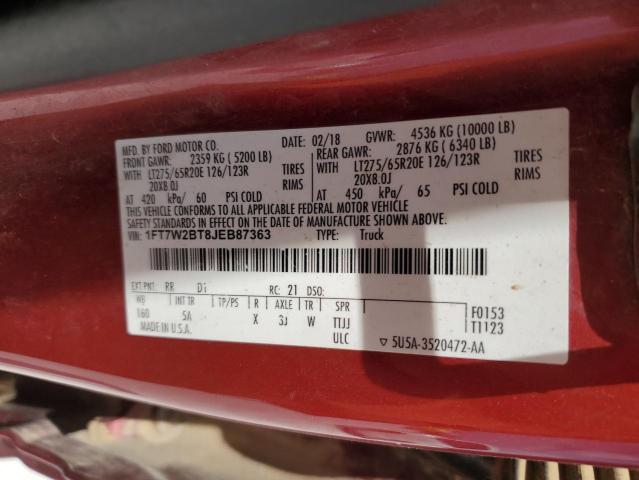 MFD. BY FORD MOTOR CO.
DATE: 02/18 GVWR: 4536 KG (10000 LB)
FRONT GAWR: 2359 KG (5200 LB)
REAR GAWR: 2876 KG (6340 LB)
WITH LT275/65R20E 126/123R TIRES
WITH LT275/65R20E 126/123R TIRES
20X8.0J RIMS
20X8.0J RIMS
AT 420 kPa/ 60 PSI COLD
AT 450 kPa/ 65 PSI COLD
THIS VEHICLE CONFORMS TO ALL APPLICABLE FEDERAL MOTOR VEHICLE
SAFETY STANDARDS IN EFFECT ON THE DATE OF MANUFACTURE SHOWN ABOVE.
VIN: 1FT7W2BT8JEB87363 TYPE: Truck
EXT PNT: RR RC: 21 DSO:
WB INT TR TP/PS R AXLE TR SPR
160 5A X 3J W TTJJ
ULC
MADE IN U.S.A.
F0153
T1123
5U5A-3520472-AA